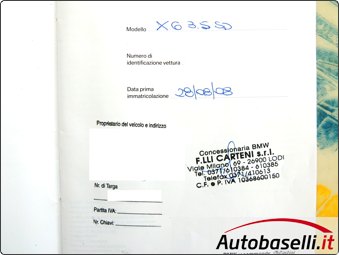 Modello X6 3.5 SD
Numero di
identificazione vettura
Data prima
immatricolazione 28/08/08
Proprietario del veicolo e indirizzo
Concessionaria BMW
F.LLI CARTENI s.r.l.
Viale Milano, 69 - 26900 LODI
Tel. 0371/610384 - 610385
Telefax 0371/410613
C.F. e P. IVA 10368600150
Nr. di Targa
Partita IVA:
Nr. Chiavi:
Autobaselli.it